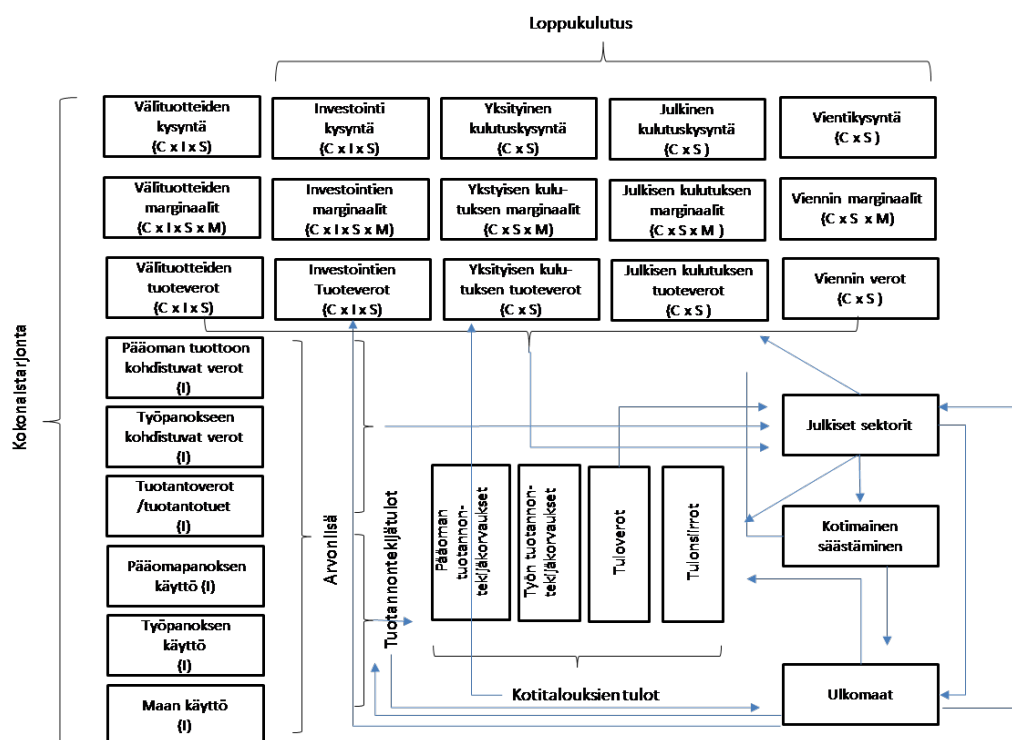 Loppukulutus
Välituotteiden
kysyntä
(C x I x S)
Investointi
kysyntä
(C x I x S)
Yksityinen
kulutuskysyntä
(C x S)
Julkinen
kulutuskysyntä
(C x S )
Vientikysyntä
(C x S )
Välituotteiden
marginaalit
(C x I x S x M)
Investointien
marginaalit
(C x I x S x M)
Ykstyisen kulu-
tuksen marginaalit
(C x S x M)
Julkisen kulutuksen
marginaalit
(C x S x M )
Viennin marginaalit
(C x S x M)
Välituotteiden
tuoteverot
(C x I x S)
Investointien
Tuoteverot
(C x I x S)
Yksityisen kulu-
tuksen tuoteverot
(C x S)
Julkisen kulutuksen
tuoteverot
(C x S )
Viennin verot
(C x S )
Kokonaistarjonta
Pääoman tuottoon
kohdistuvat verot
(I)
Työpanokseen
kohdistuvat verot
(I)
Tuotantoverot
/tuotantotuet
(I)
Pääomapanoksen
käyttö (I)
Työpanoksen
käyttö
(I)
Maan käyttö
(I)
Arvonlisä
Tuotannontekijätulot
Pääoman
tuotannon-
tekijäkorvaukset
Työn tuotannon-
tekijäkorvaukset
Tuloverot
Tulonsiirrot
Kotitalouksien tulot
Julkiset sektorit
Kotimainen
säästäminen
Ulkomaat